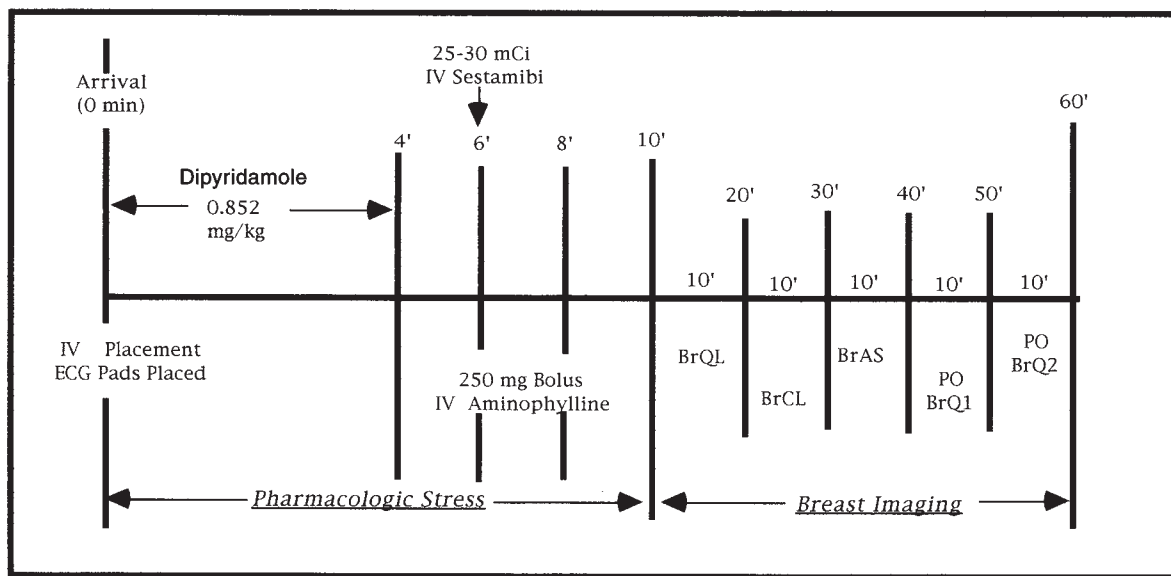 25-30 mCi
IV Sestamibi
Arrival
(0 min)
60'
4'
6'
8'
10'
Dipyridamole
0.852
mg/kg
20'
30'
40'
50'
10'
10'
10'
10'
10'
IV Placement
ECG Pads Placed
BrQL
BrCL
BrAS
PO
BrQ1
PO
BrQ2
250 mg Bolus
IV Aminophylline
Pharmacologic Stress
Breast Imaging